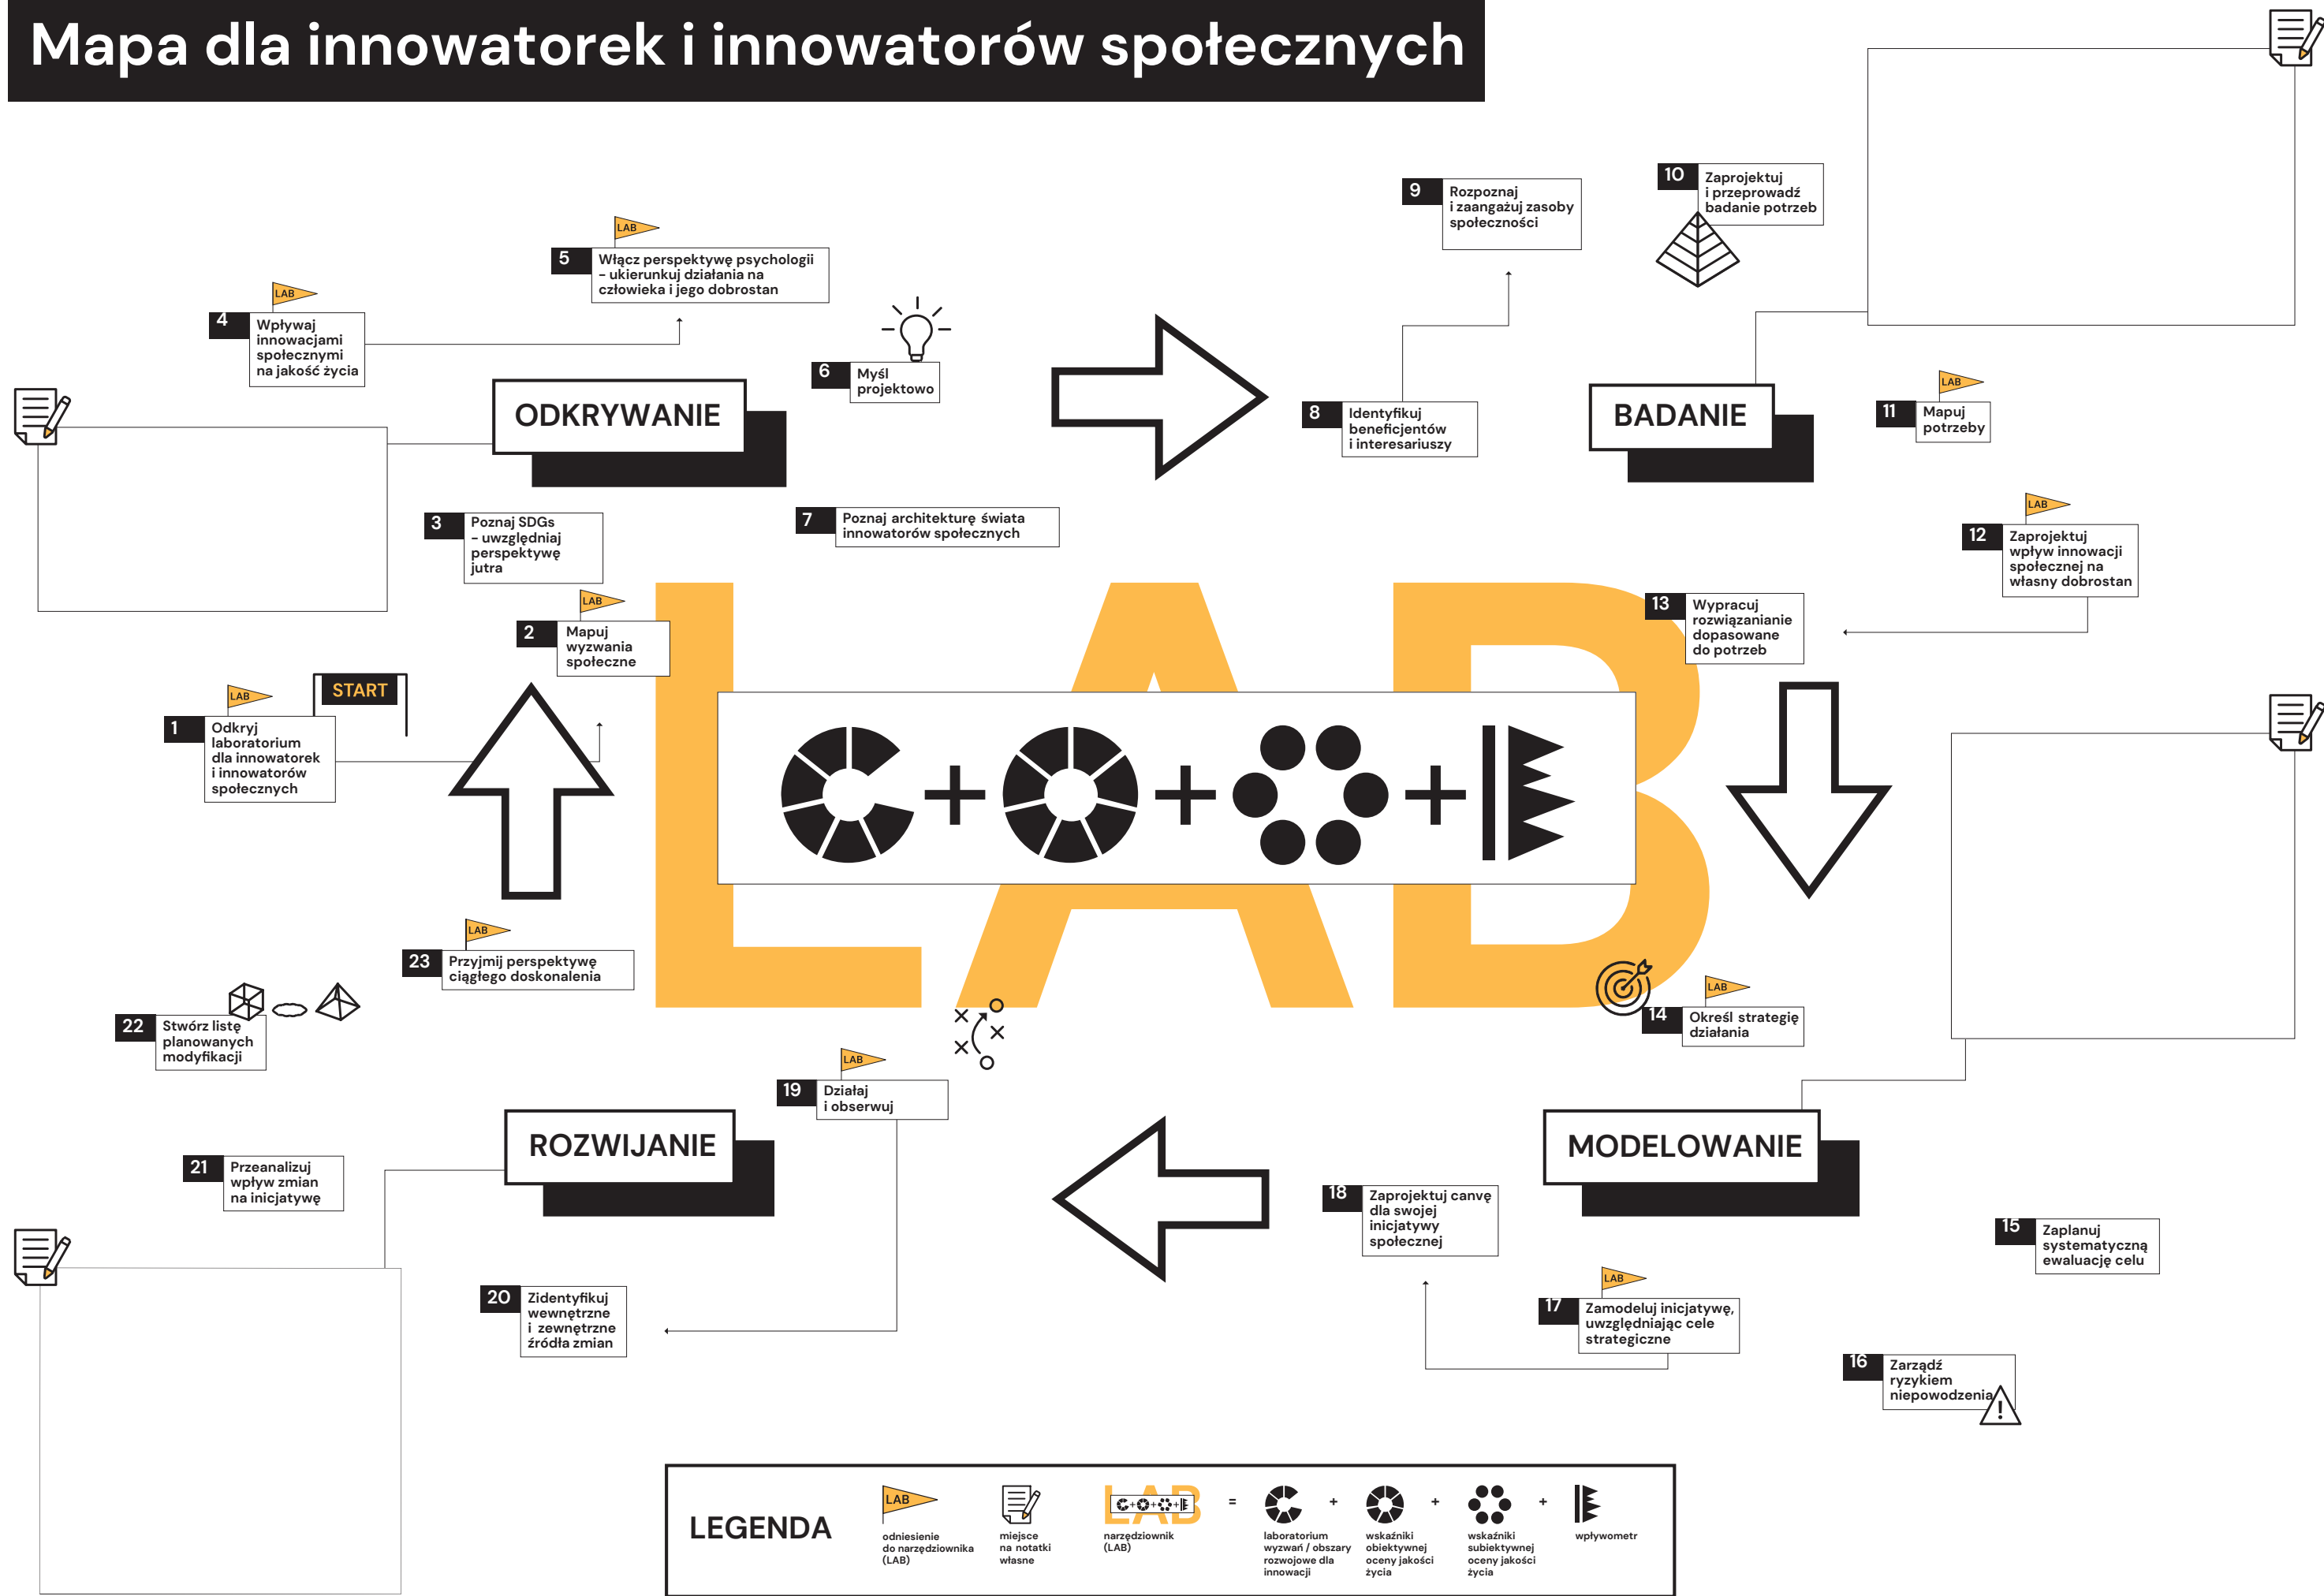 Mapa dla innowatorek i innowatorów społecznych
START
LAB
1
Odkryj
laboratorium
dla innowatorek
i innowatorów
społecznych
LAB
2
Mapuj
wyzwania
społeczne
3
Poznaj SDGs
- uwzględniaj
perspektywę
jutra
LAB
4
Wpływaj
innowacjami
społecznymi
na jakość życia
LAB
5
Włącz perspektywę psychologii
- ukierunkuj działania na
człowieka i jego dobrostan
6
Myśl
projektowo
ODKRYWANIE
7
Poznaj architekturę świata
innowatorów społecznych
8
Identyfikuj
beneficjentów
i interesariuszy
9
Rozpoznaj
i zaangażuj zasoby
społeczności
10
Zaprojektuj
i przeprowadź
badanie potrzeb
BADANIE
LAB
11
Mapuj
potrzeby
LAB
12
Zaprojektuj
wpływ innowacji
społecznej na
własny dobrostan
13
Wypracuj
rozwiązanianie
dopasowane
do potrzeb
LAB
+
+
+
LAB
14
Określ strategię
działania
MODELOWANIE
15
Zaplanuj
systematyczną
ewaluację celu
16
Zarządź
ryzykiem
niepowodzenia
!
LAB
17
Zamodeluj inicjatywę,
uwzględniając cele
strategiczne
18
Zaprojektuj canvę
dla swojej
inicjatywy
społecznej
LAB
19
Działaj
i obserwuj
ROZWIJANIE
20
Zidentyfikuj
wewnętrzne
i zewnętrzne
źródła zmian
21
Przeanalizuj
wpływ zmian
na inicjatywę
22
Stwórz listę
planowanych
modyfikacji
LAB
23
Przyjmij perspektywę
ciągłego doskonalenia
LEGENDA
LAB
odniesienie
do narzędziownika
(LAB)
miejsce
na notatki
własne
LAB
narzędziownik
(LAB)
=
laboratorium
wyzwań / obszary
rozwojowe dla
innowacji
+
wskaźniki
obiektywnej
oceny jakości
życia
+
wskaźniki
subiektywnej
oceny jakości
życia
+
wpływometr